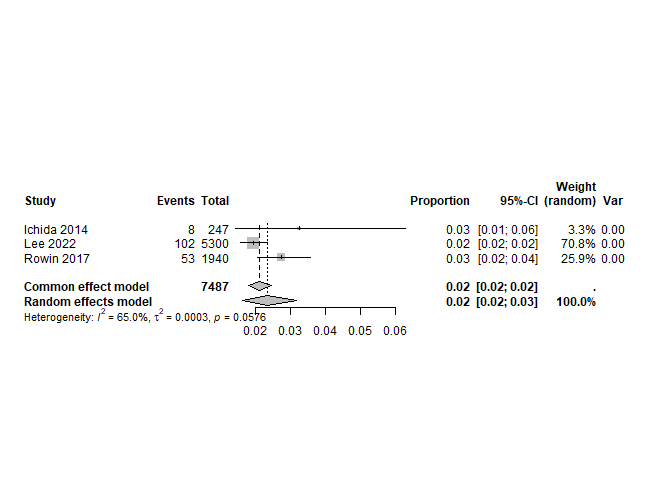 Weight
Study Events Total Proportion 95%-CI (random) Var
Ichida 2014 8 247 0.03 [0.01; 0.06] 3.3% 0.00
Lee 2022 102 5300 0.02 [0.02; 0.02] 70.8% 0.00
Rowin 2017 53 1940 0.03 [0.02; 0.04] 25.9% 0.00
Common effect model 7487 0.02 [0.02; 0.02] .
Random effects model 0.02 [0.02; 0.03] 100.0%
Heterogeneity: I² = 65.0%, τ² = 0.0003, p = 0.0576
0.02 0.03 0.04 0.05 0.06